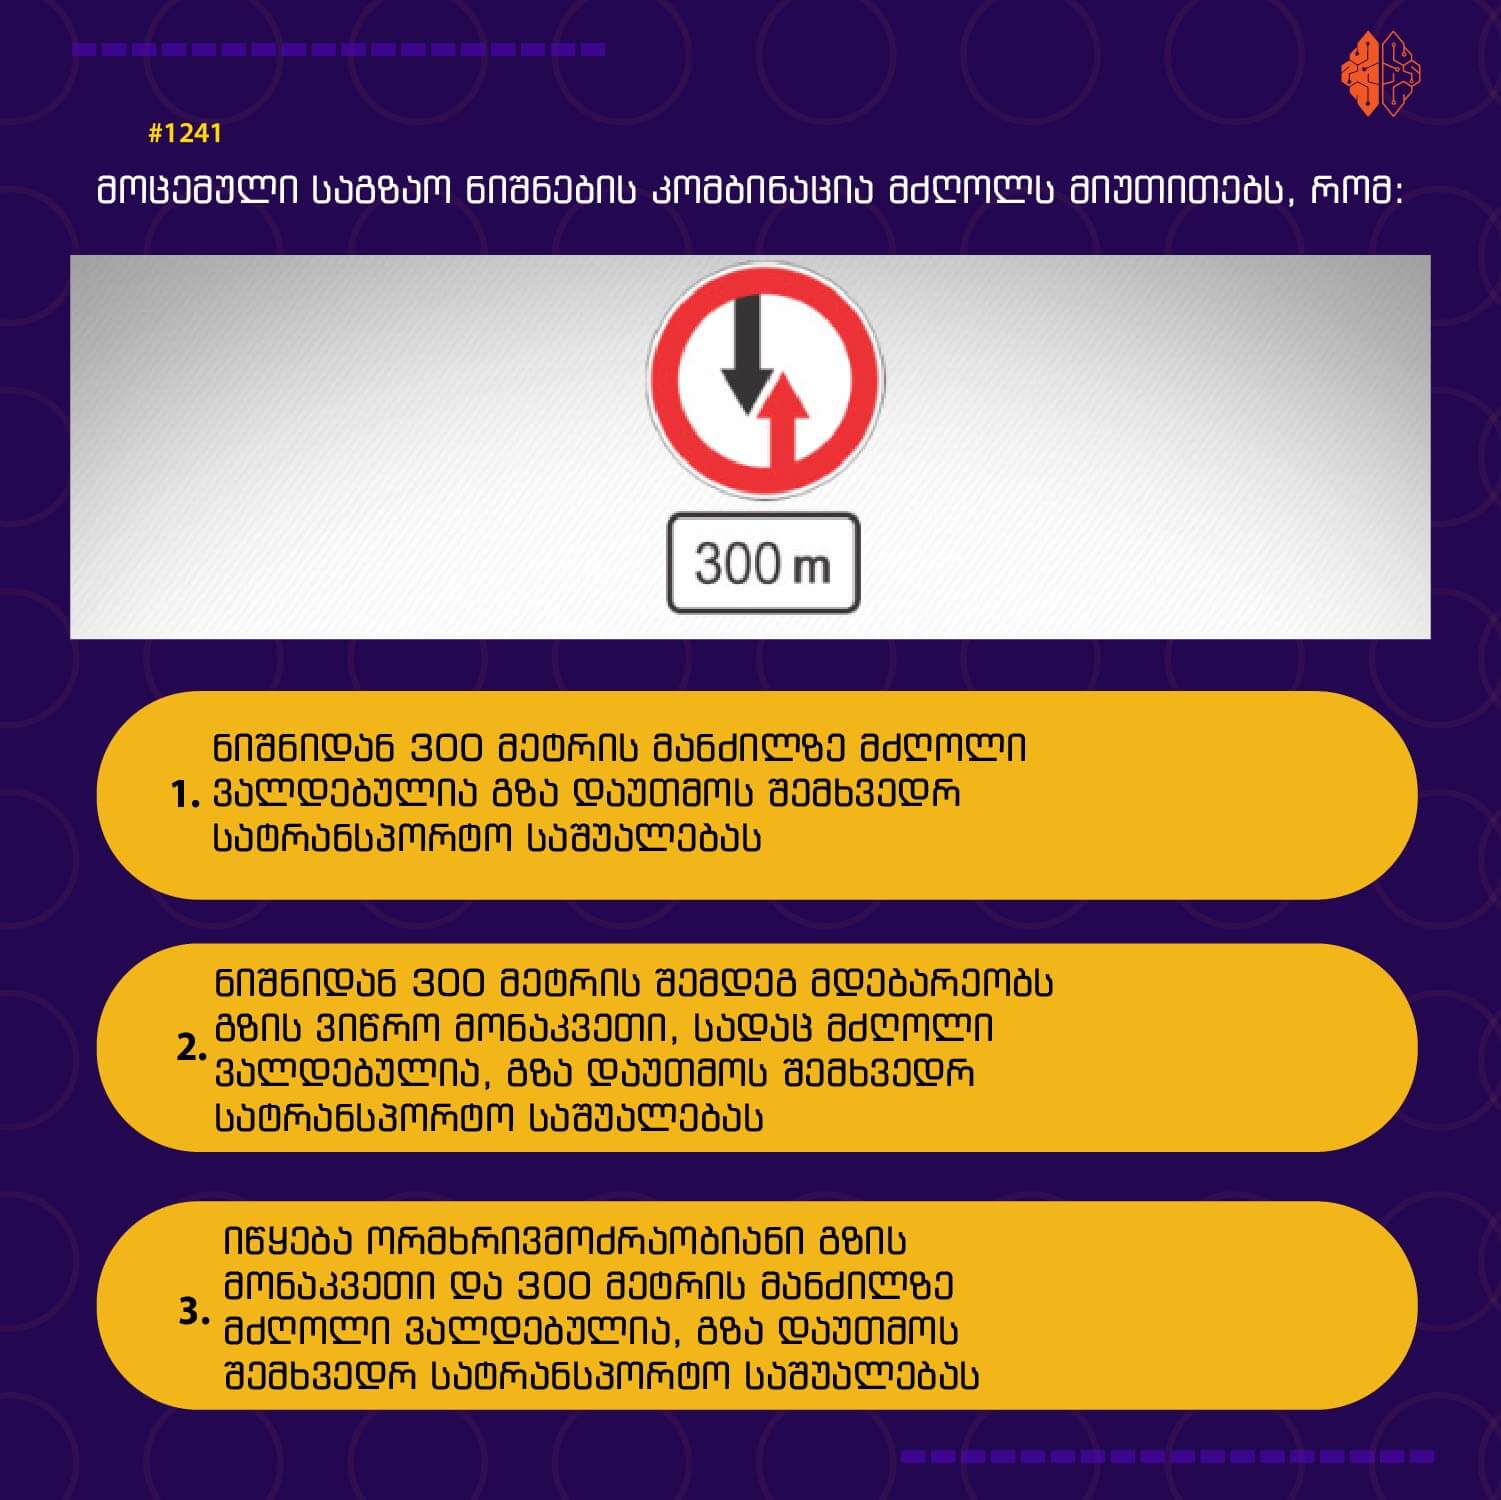 #1241
მოცემული საგზაო ნიშნების კომბინაცია მძღოლს მიუთითებს, რომ:
300 m
ნიშნიდან 300 მეტრის მანძილზე მძღოლი
1. ვალდებულია გზა დაუთმოს შემხვედრ
სატრანსპორტო საშუალებას
ნიშნიდან 300 მეტრის შემდეგ მდებარეობს
2. გზის ვიწრო მონაკვეთი, სადაც მძღოლი
ვალდებულია, გზა დაუთმოს შემხვედრ
სატრანსპორტო საშუალებას
იწყება ორმხრივმოძრაობიანი გზის
მონაკვეთი და 300 მეტრის მანძილზე
3. მძღოლი ვალდებულია, გზა დაუთმოს
შემხვედრ სატრანსპორტო საშუალებას